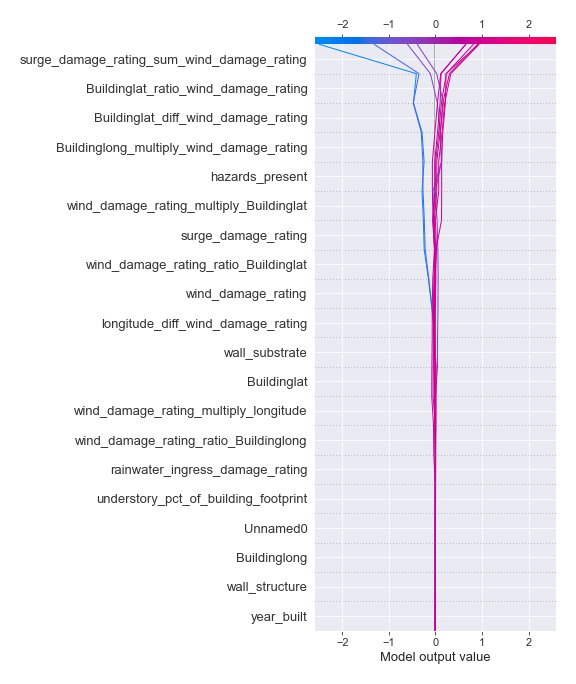 −2 −1 0 1 2
surge_damage_rating_sum_wind_damage_rating
Buildinglat_ratio_wind_damage_rating
Buildinglat_diff_wind_damage_rating
Buildinglong_multiply_wind_damage_rating
hazards_present
wind_damage_rating_multiply_Buildinglat
surge_damage_rating
wind_damage_rating_ratio_Buildinglat
wind_damage_rating
longitude_diff_wind_damage_rating
wall_substrate
Buildinglat
wind_damage_rating_multiply_longitude
wind_damage_rating_ratio_Buildinglong
rainwater_ingress_damage_rating
understory_pct_of_building_footprint
Unnamed0
Buildinglong
wall_structure
year_built
−2 −1 0 1 2
Model output value